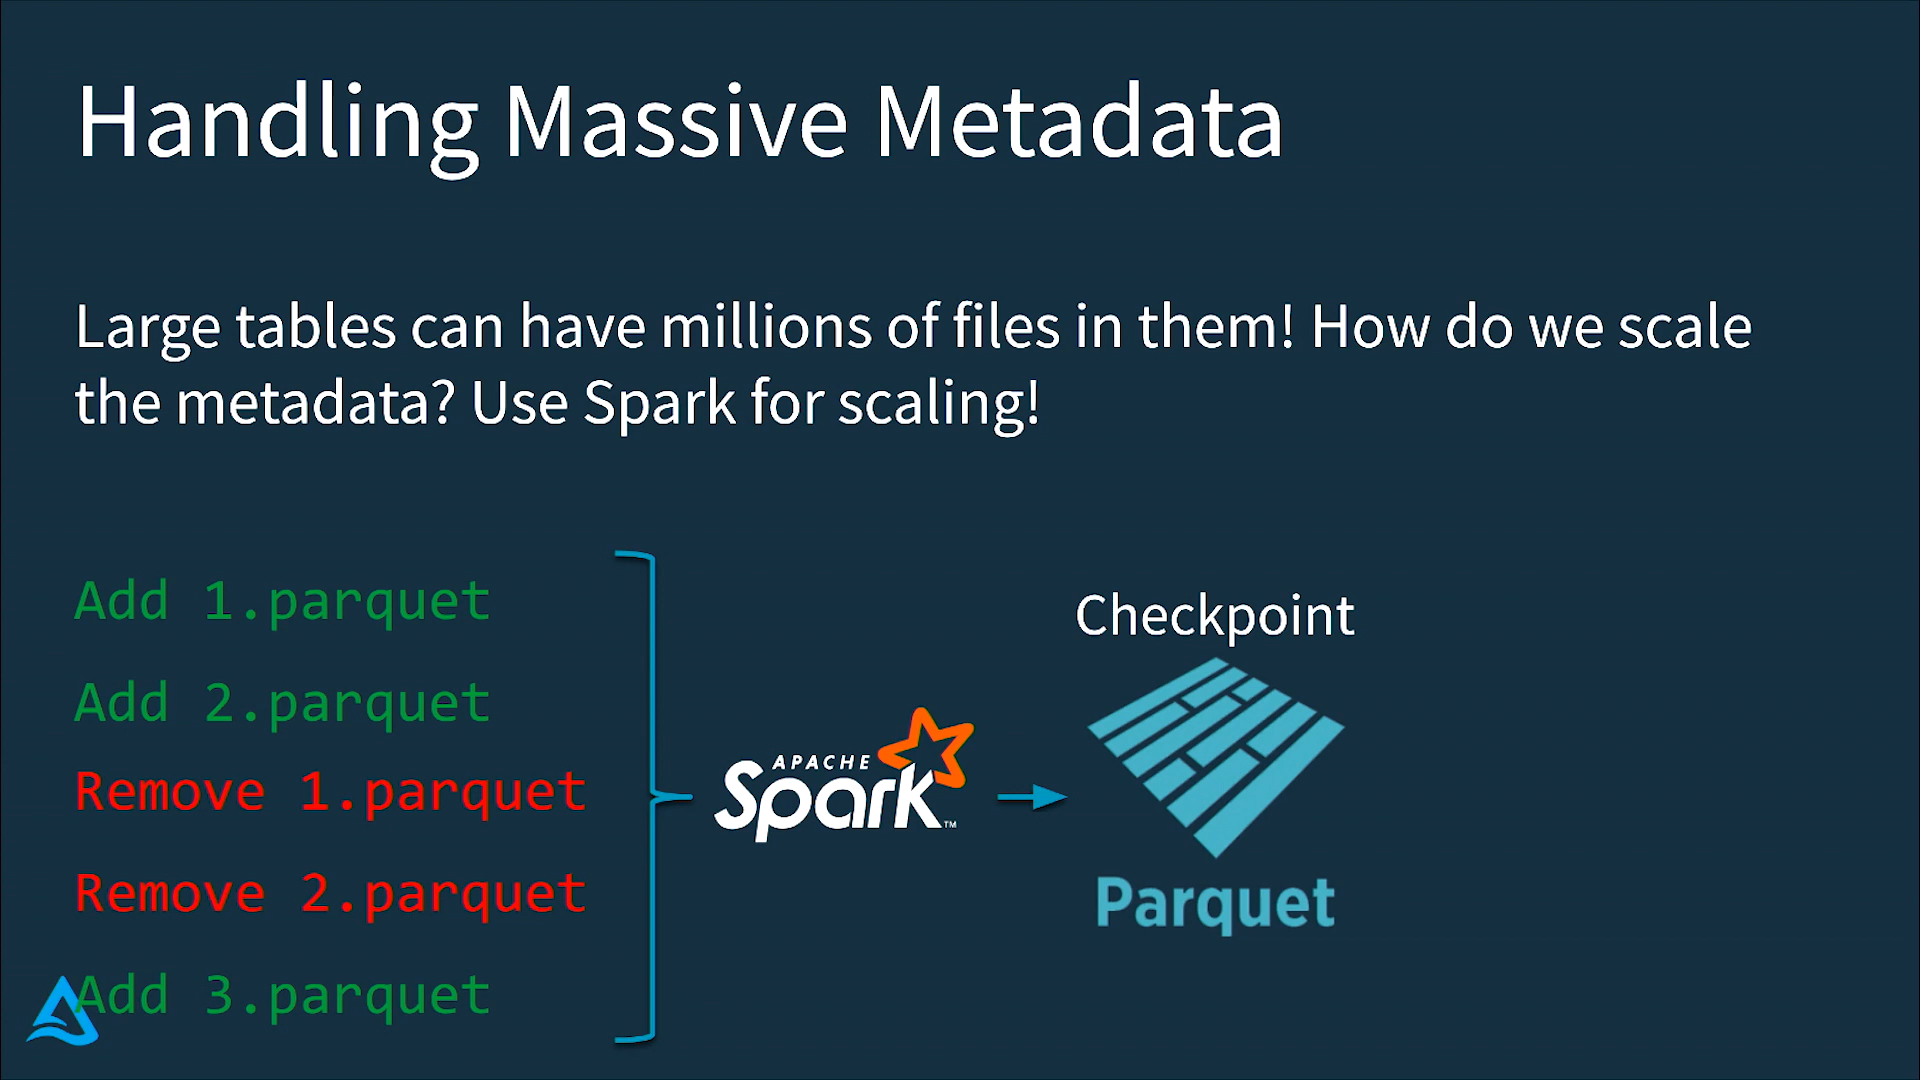 Handling Massive Metadata
Large tables can have millions of files in them! How do we scale
the metadata? Use Spark for scaling!
Add 1.parquet
Add 2.parquet
Remove 1.parquet
Remove 2.parquet
Add 3.parquet
APACHE
Spark™
Checkpoint
Parquet